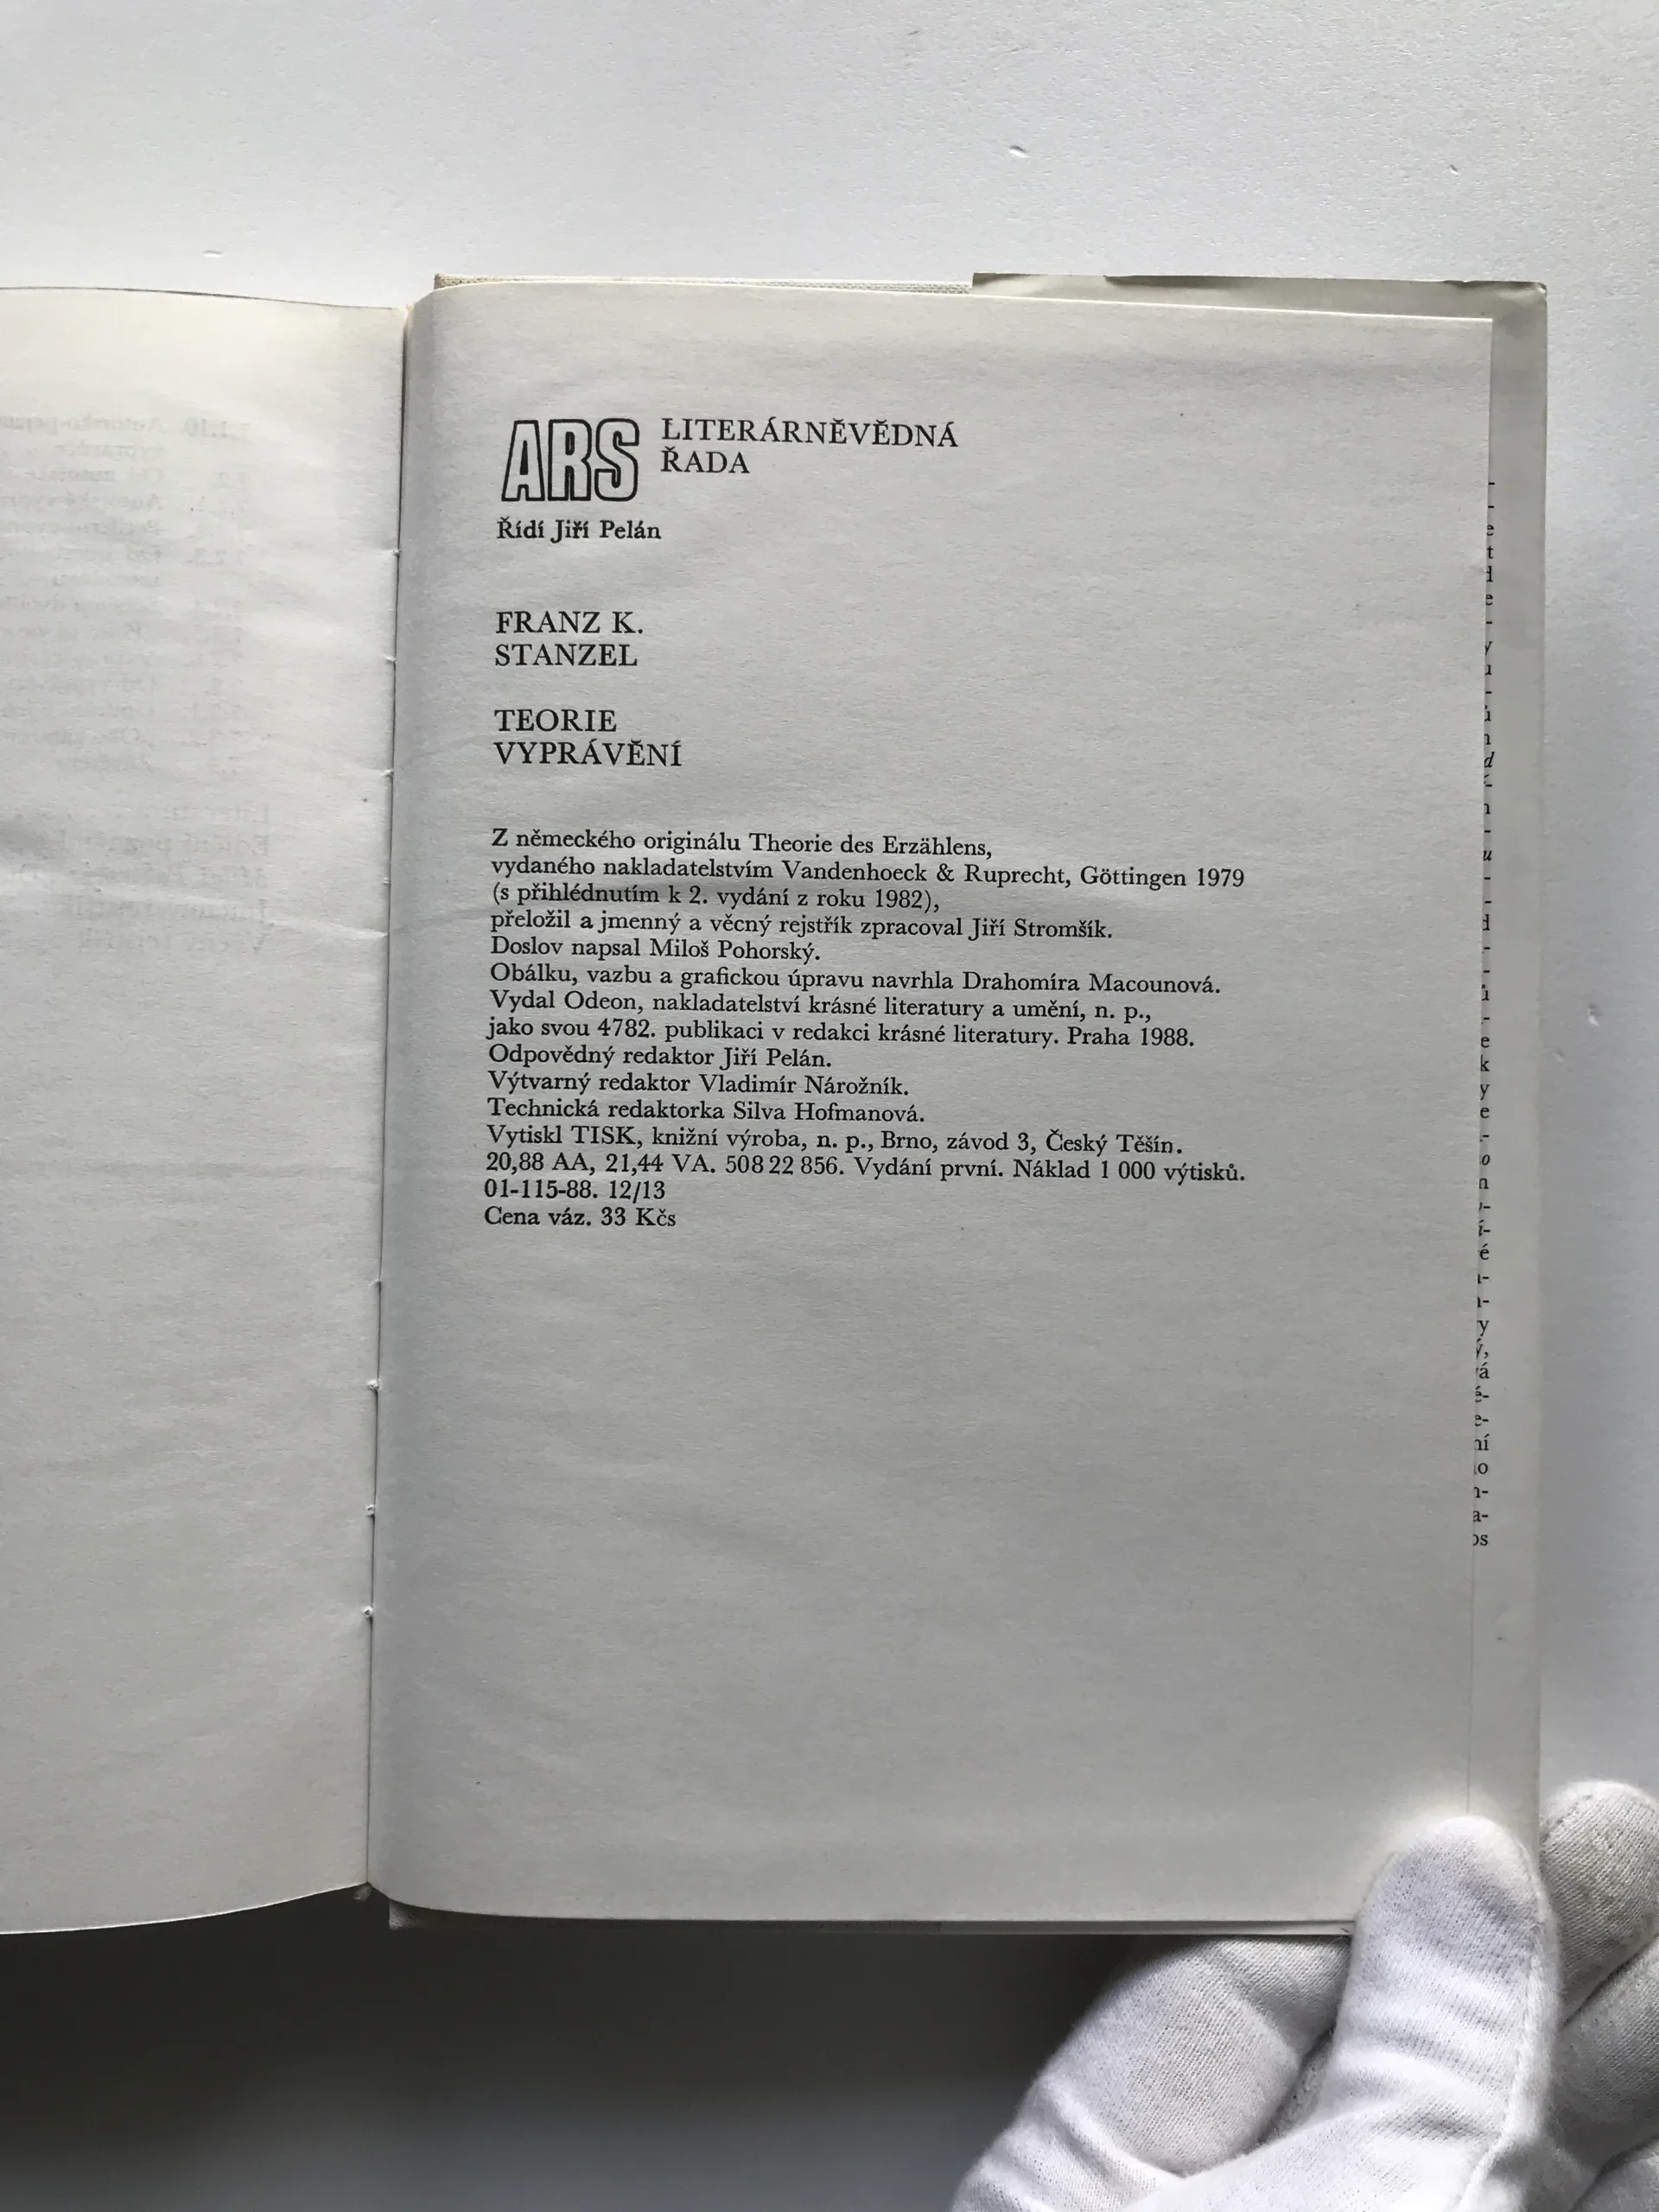 ARS LITERÁRNĚVĚDNÁ
ŘADA
Řídí Jiří Pelán
FRANZ K.
STANZEL
TEORIE
VYPRÁVĚNÍ
Z německého originálu Theorie des Erzählens,
vydaného nakladatelstvím Vandenhoeck & Ruprecht, Göttingen 1979
(s přihlédnutím k 2. vydání z roku 1982),
přeložil a jmenný a věcný rejstřík zpracoval Jiří Stromšík.
Doslov napsal Miloš Pohorský.
Obálku, vazbu a grafickou úpravu navrhla Drahomíra Macounová.
Vydal Odeon, nakladatelství krásné literatury a umění, n. p.,
jako svou 4782. publikaci v redakci krásné literatury. Praha 1988.
Odpovědný redaktor Jiří Pelán.
Výtvarný redaktor Vladimír Nárožník.
Technická redaktorka Silva Hofmanová.
Vytiskl TISK, knižní výroba, n. p., Brno, závod 3, Český Těšín.
20,88 AA, 21,44 VA. 508 22 856. Vydání první. Náklad 1 000 výtisků.
01-115-88. 12/13
Cena váz. 33 Kčs